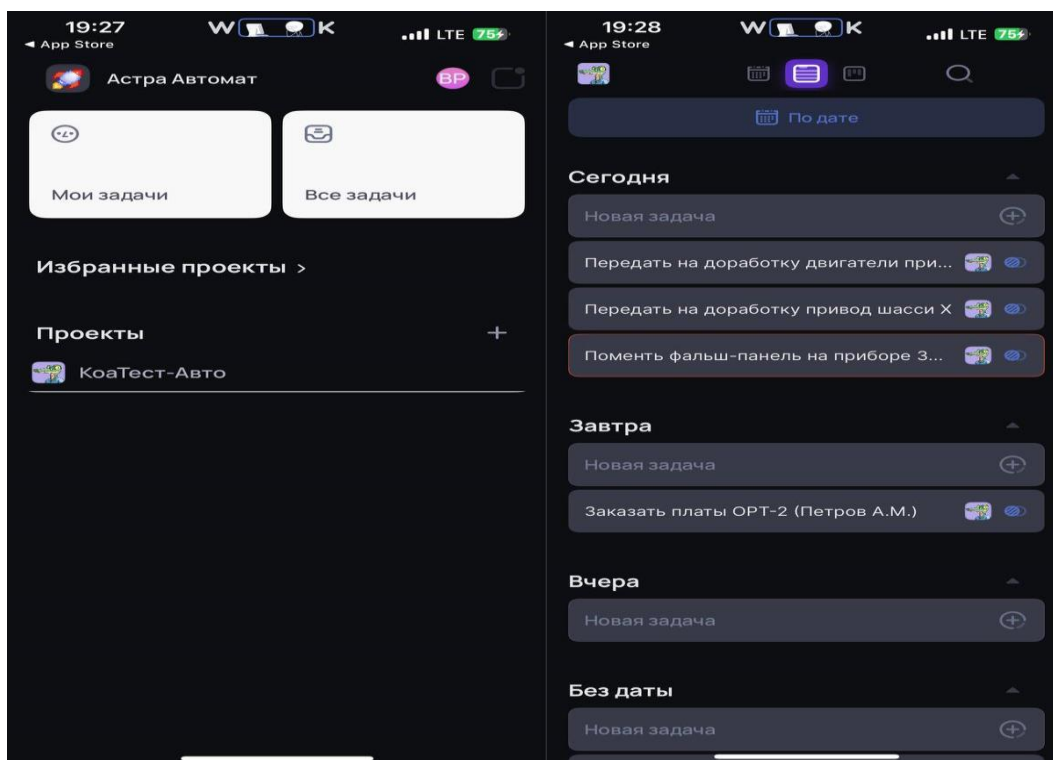 19:27
W K
LTE 75
◄ App Store
Астра Автомат
BP
Мои задачи
Все задачи
Избранные проекты >
Проекты
КоаТест-Авто
19:28
W K
LTE 75
◄ App Store
По дате
Сегодня
Новая задача
Передать на доработку двигатели при...
Передать на доработку привод шасси X
Поменть фальш-панель на приборе З...
Завтра
Новая задача
Заказать платы ОРТ-2 (Петров А.М.)
Вчера
Новая задача
Без даты
Новая задача